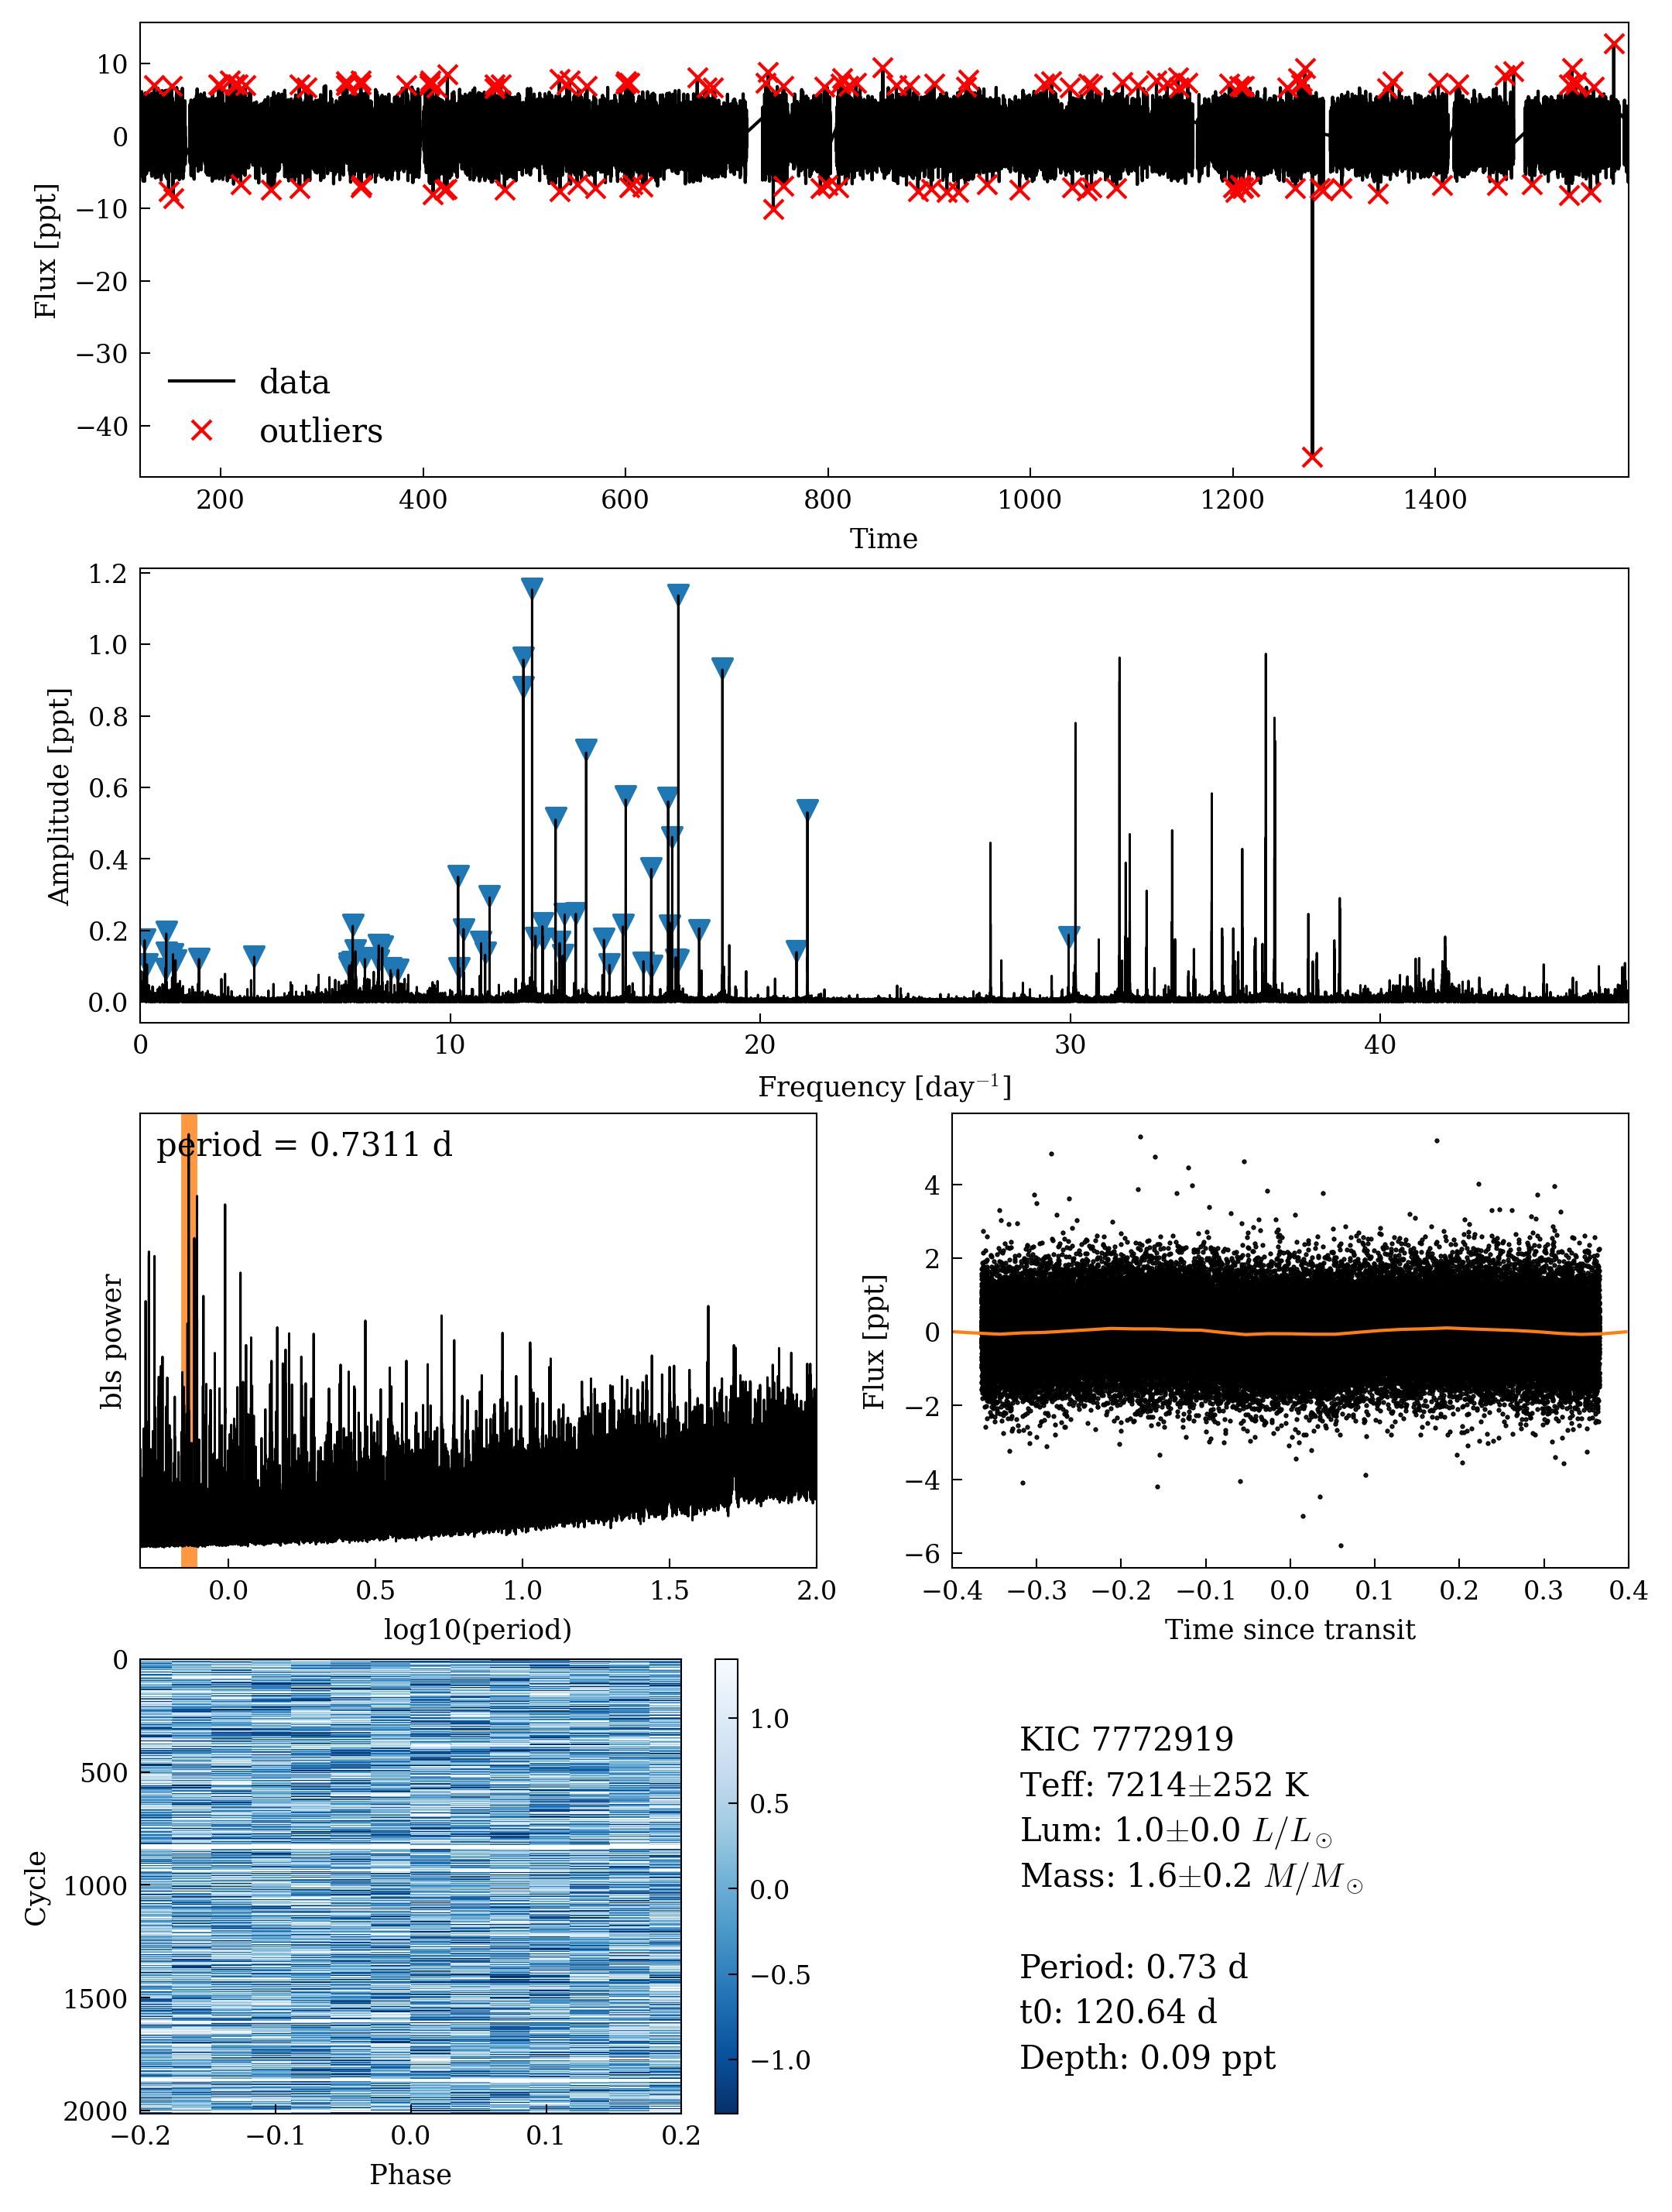 10
0
−10
−20
−30
−40
Flux [ppt]
data
outliers
200 400 600 800 1000 1200 1400
Time
1.2
1.0
0.8
0.6
0.4
0.2
0.0
Amplitude [ppt]
0 10 20 30 40
Frequency [day⁻¹]
period = 0.7311 d
bls power
0.0 0.5 1.0 1.5 2.0
log10(period)
4
2
0
−2
−4
−6
Flux [ppt]
−0.4 −0.3 −0.2 −0.1 0.0 0.1 0.2 0.3 0.4
Time since transit
0
500
1000
1500
2000
Cycle
−0.2 −0.1 0.0 0.1 0.2
Phase
1.0
0.5
0.0
−0.5
−1.0
KIC 7772919
Teff: 7214±252 K
Lum: 1.0±0.0 L/L☉
Mass: 1.6±0.2 M/M☉
Period: 0.73 d
t0: 120.64 d
Depth: 0.09 ppt